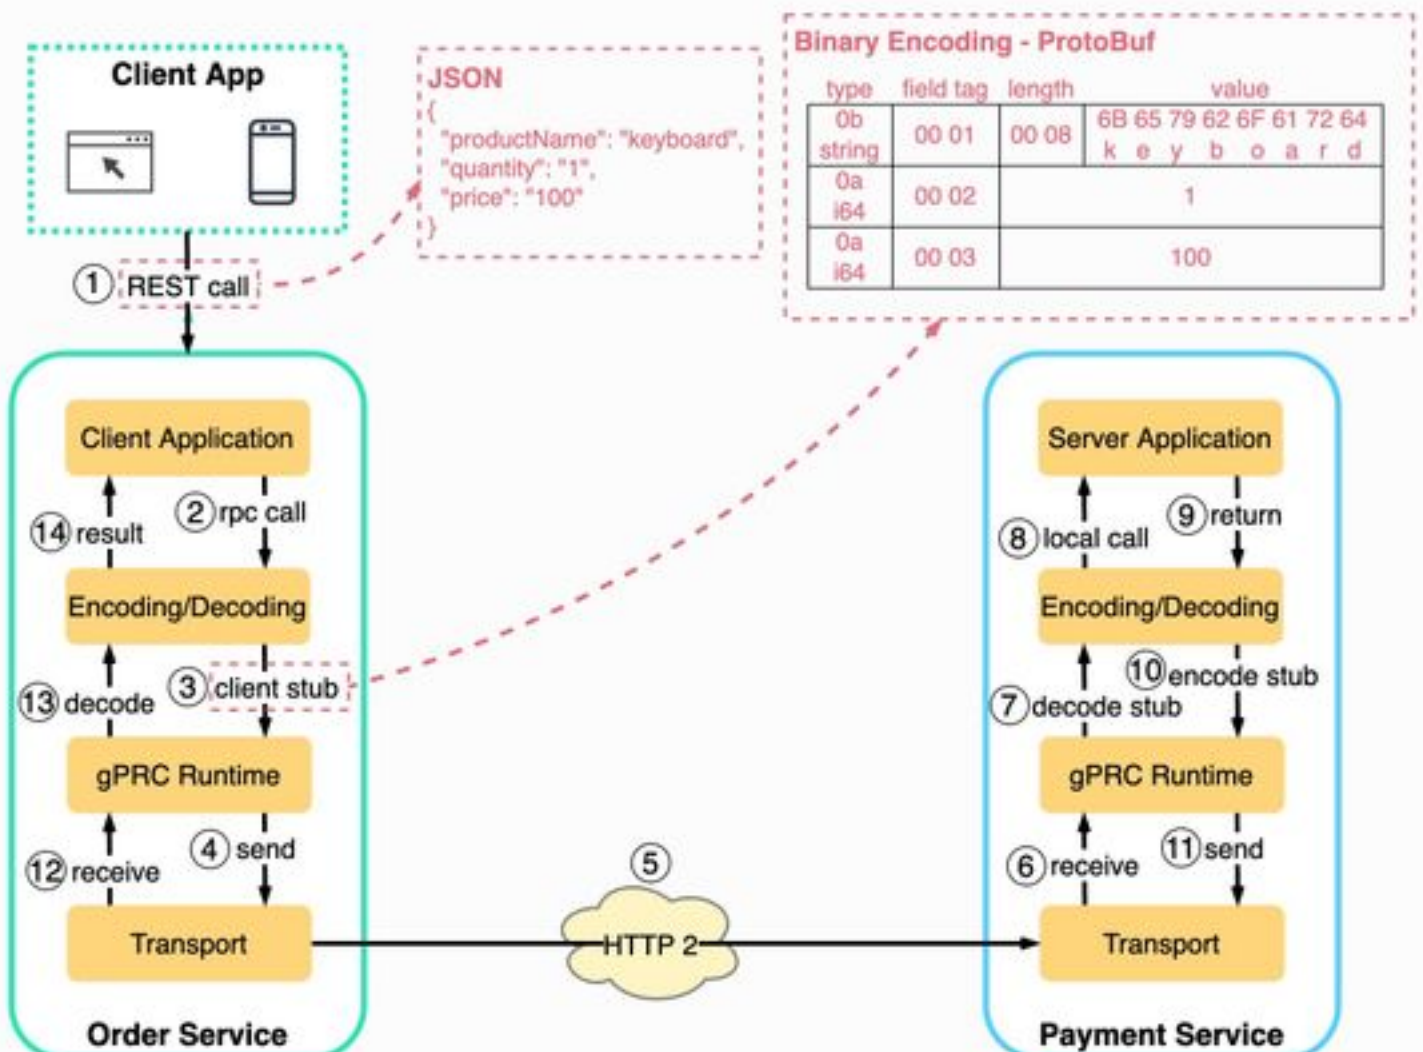 Client App
1 REST call
JSON
{
"productName": "keyboard",
"quantity": "1",
"price": "100"
}
Binary Encoding - ProtoBuf
type field tag length value
0b string 00 01 00 08 6B 65 79 62 6F 61 72 64
k e y b o a r d
0a i64 00 02 1
0a i64 00 03 100
Client Application
2 rpc call
14 result
Encoding/Decoding
3 client stub
13 decode
gPRC Runtime
4 send
12 receive
Transport
Order Service
5
HTTP 2
Server Application
9 return
8 local call
Encoding/Decoding
10 encode stub
7 decode stub
gPRC Runtime
11 send
6 receive
Transport
Payment Service